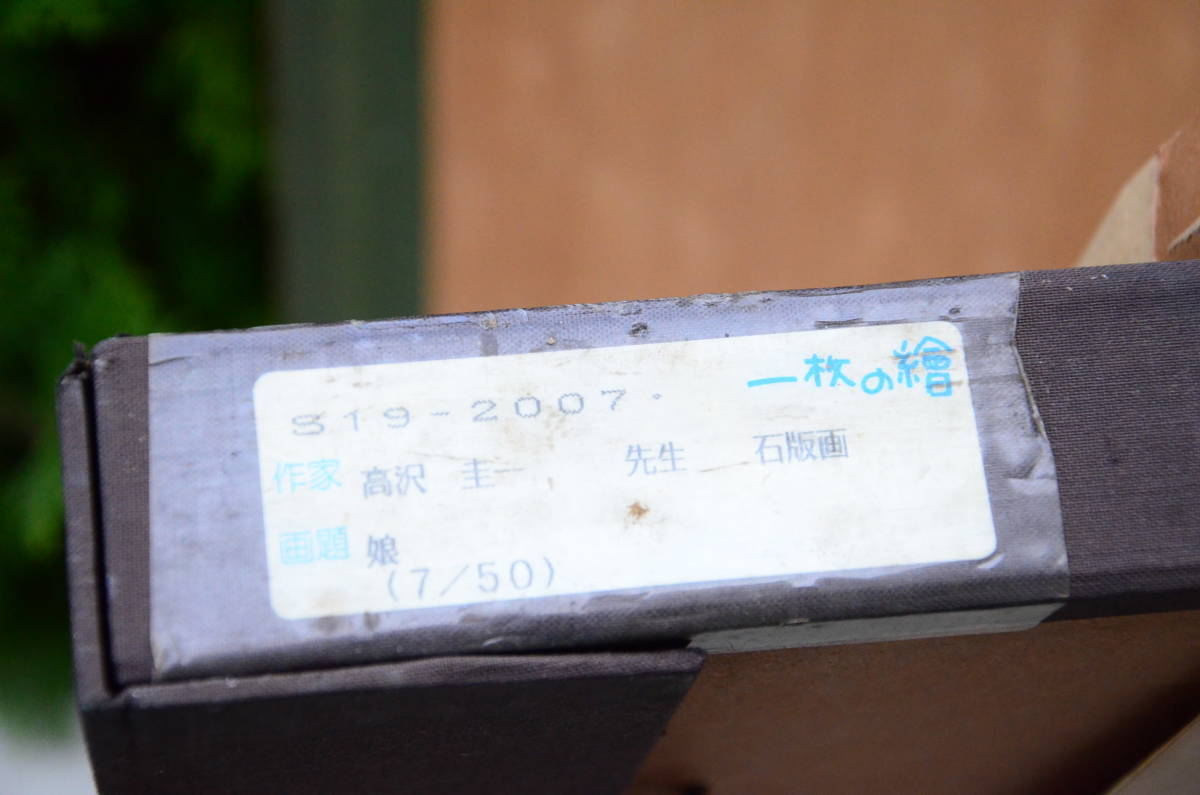 一枚の繪
S19-2007.
作家 高沢 圭一 先生 石版画
画題 娘
(7/50)